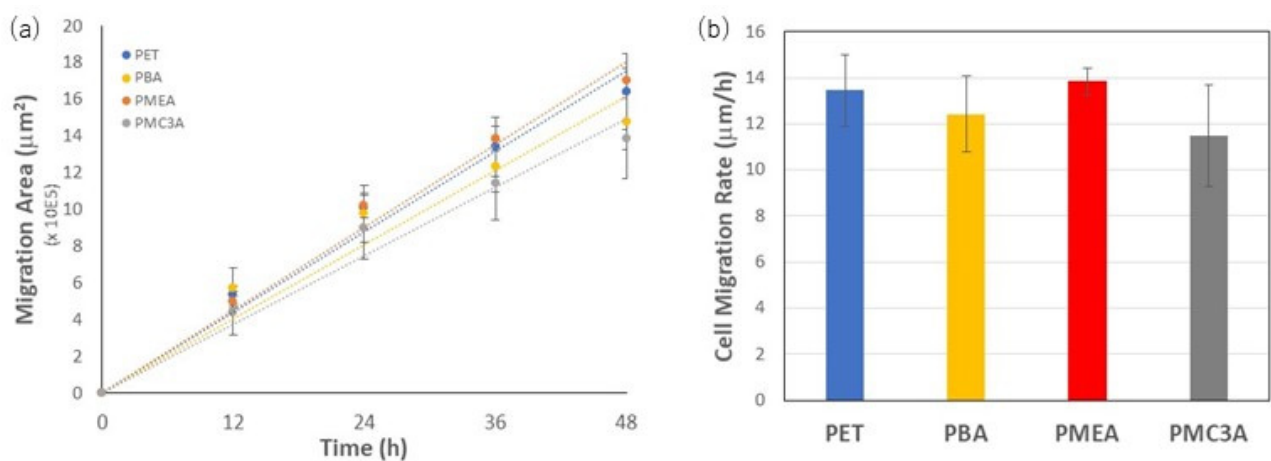 (a)
20
18
16
14
12
10
8
6
4
2
0
Migration Area (μm²)
(x 10E5)
PET
PBA
PMEA
PMC3A
0 12 24 36 48
Time (h)
(b)
16
14
12
10
8
6
4
2
0
Cell Migration Rate (μm/h)
PET PBA PMEA PMC3A